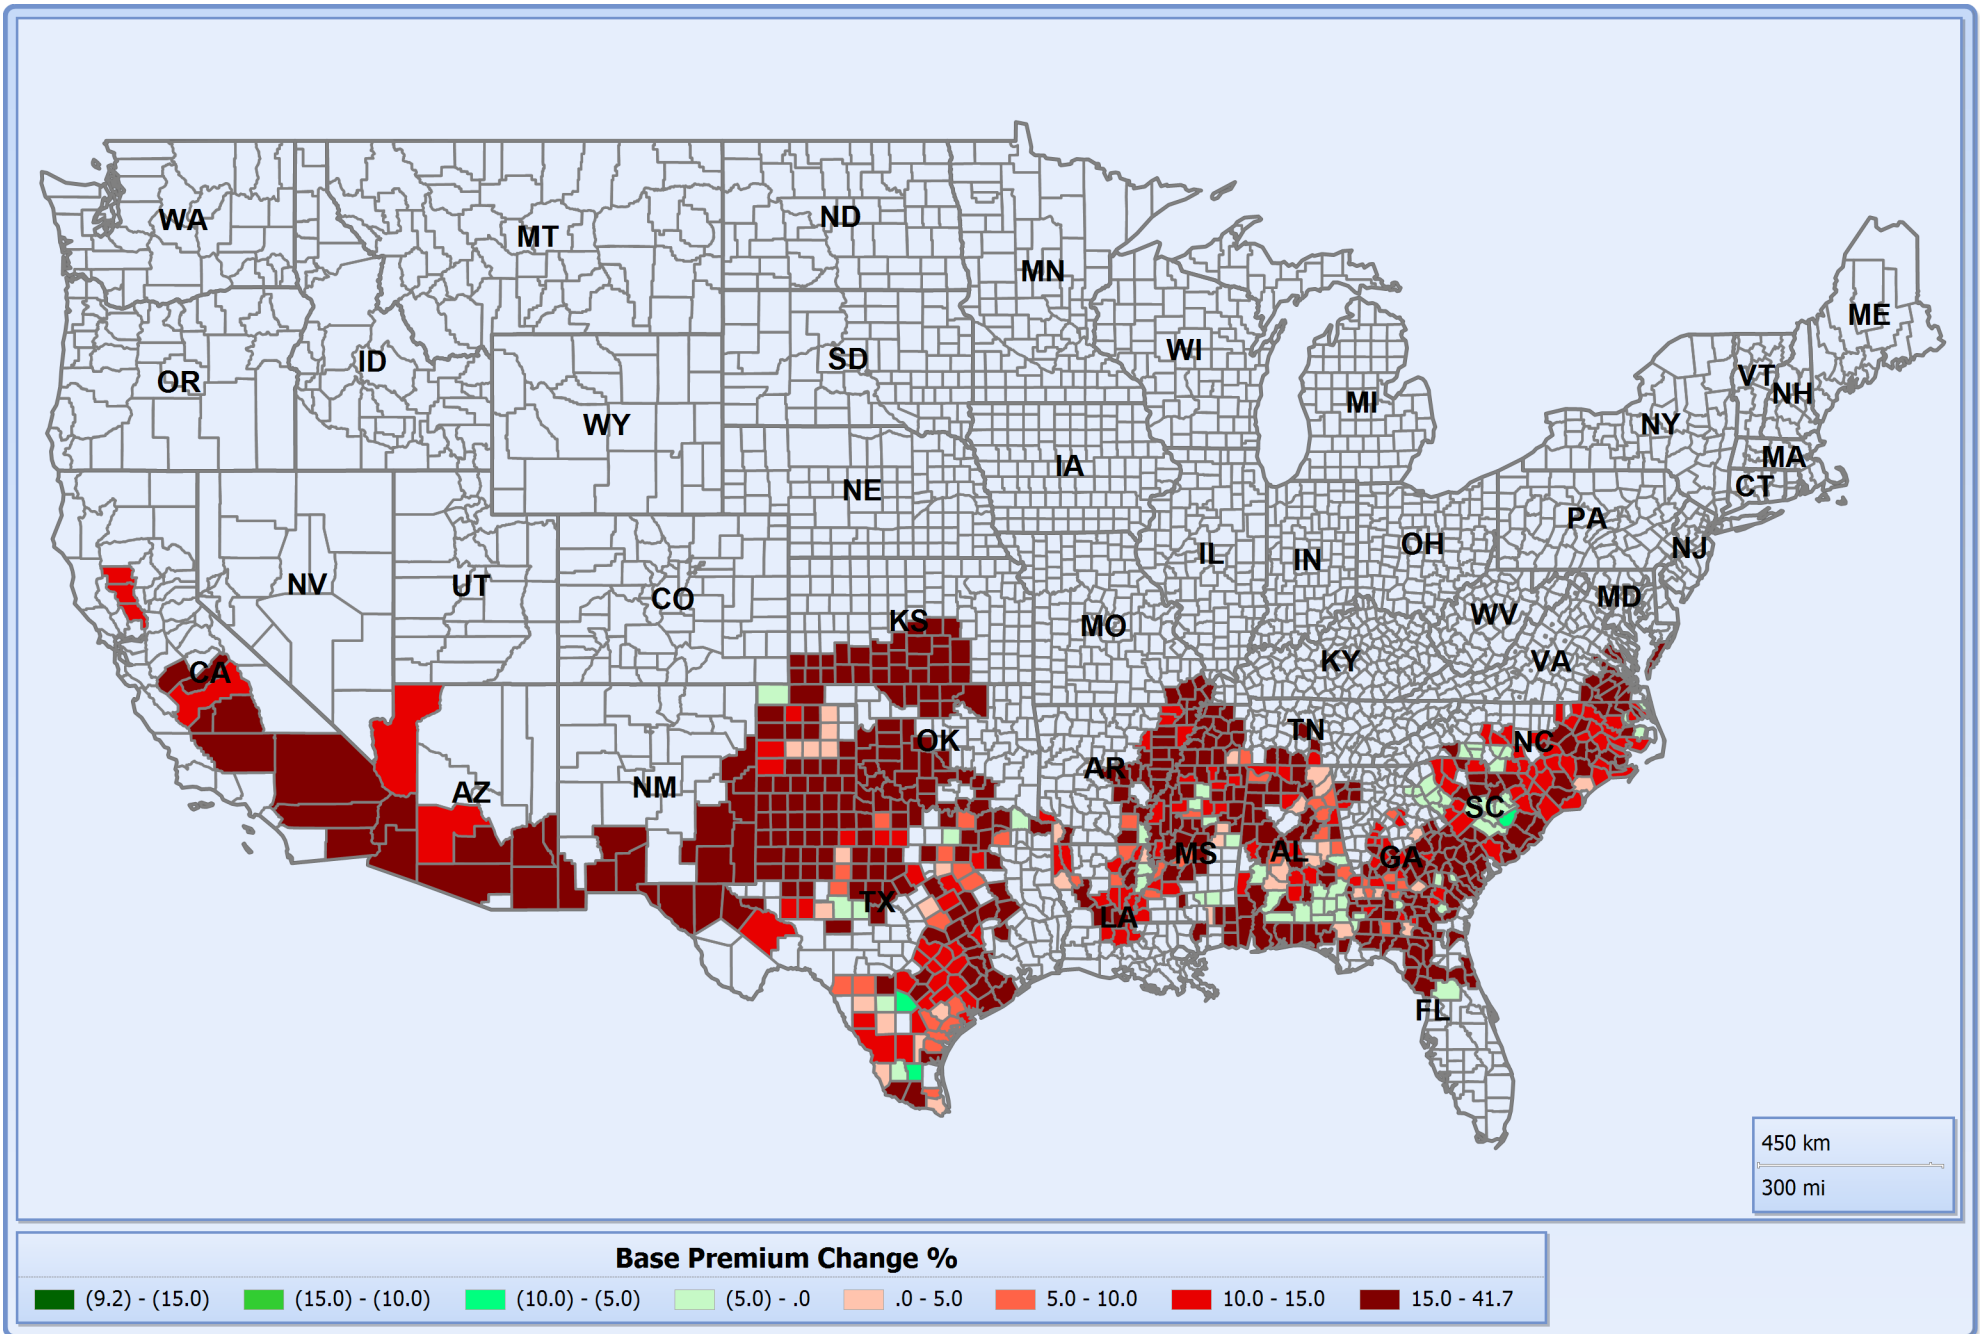 WA
MT
ND
MN
ME
ID
OR
SD
WI
VT
NH
MI
NY
WY
MA
IA
CT
NE
PA
OH
NJ
IL
IN
NV
UT
CO
MD
WV
KS
MO
KY
VA
CA
TN
NC
OK
AR
NM
AZ
SC
MS
AL
GA
TX
LA
FL
450 km
300 mi
Base Premium Change %
(9.2) - (15.0) (15.0) - (10.0) (10.0) - (5.0) (5.0) - .0 .0 - 5.0 5.0 - 10.0 10.0 - 15.0 15.0 - 41.7